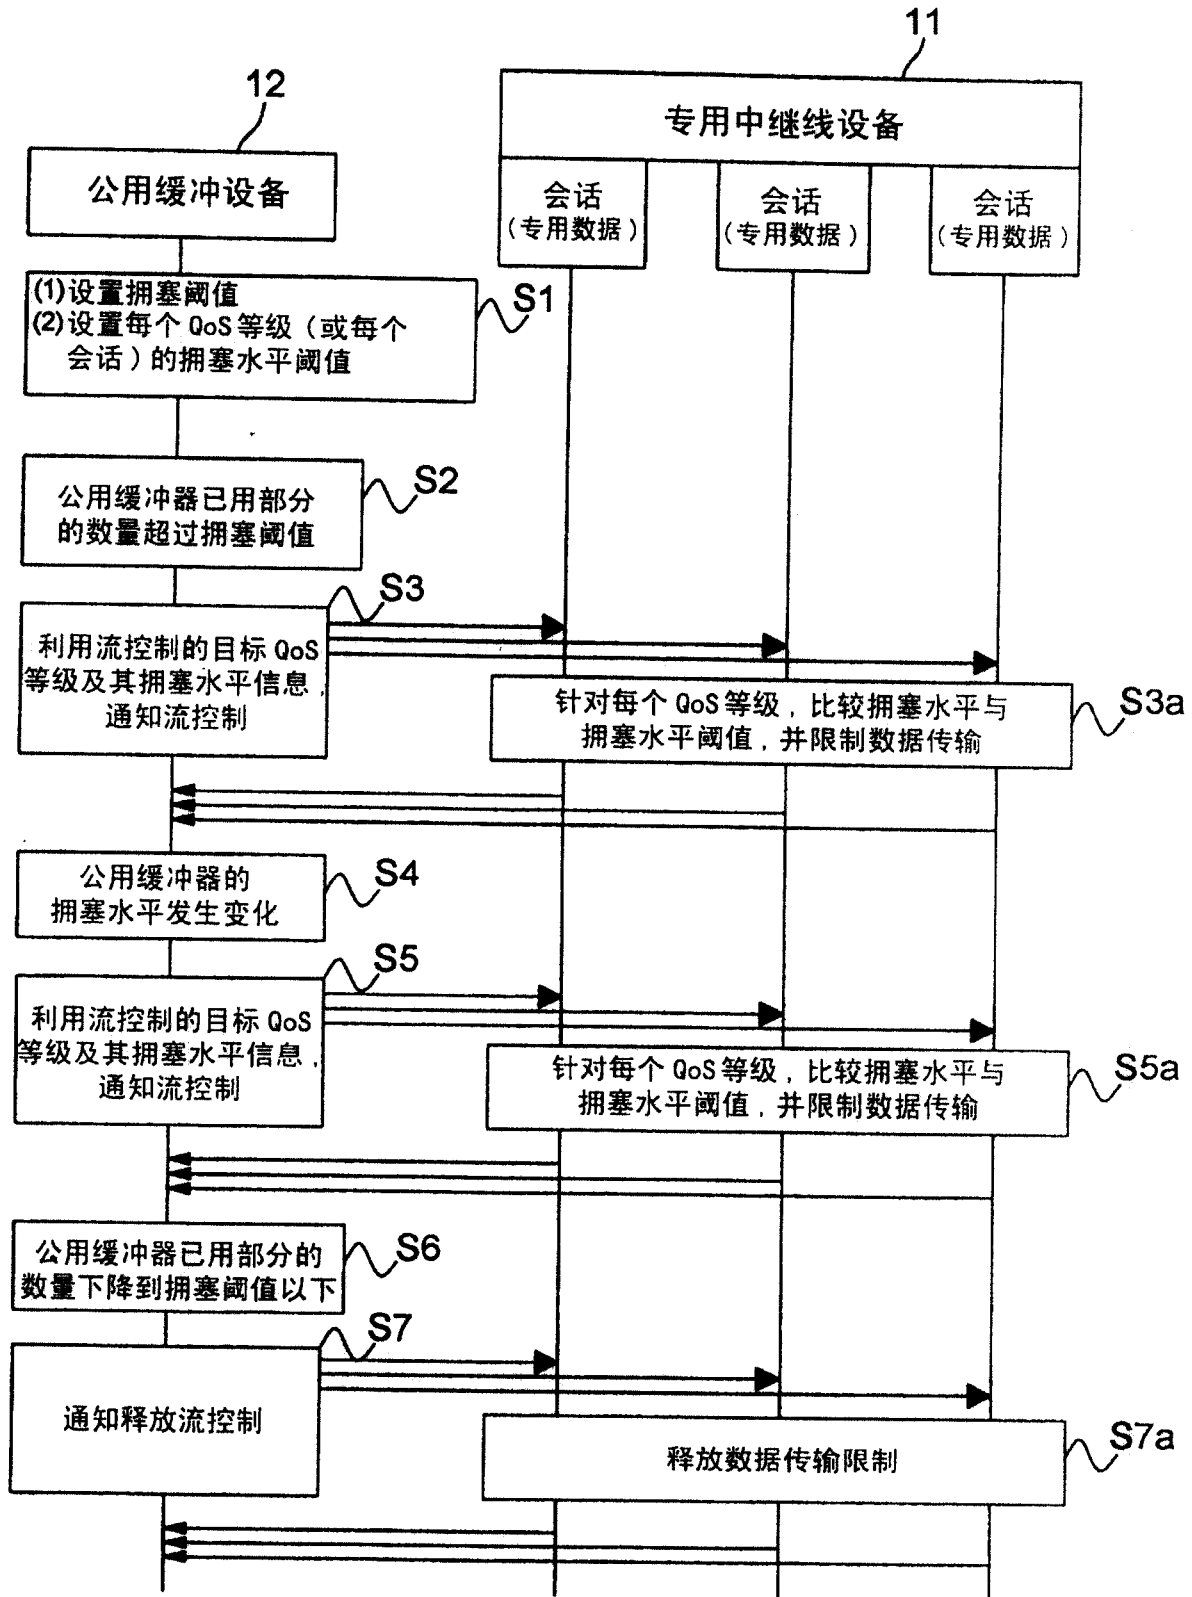 11
12
专用中继线设备
公用缓冲设备
会话
(专用数据)
会话
(专用数据)
会话
(专用数据)
(1)设置拥塞阈值
(2)设置每个QoS等级(或每个
会话)的拥塞水平阈值
S1
公用缓冲器已用部分
的数量超过拥塞阈值
S2
S3
利用流控制的目标QoS
等级及其拥塞水平信息,
通知流控制
针对每个QoS等级,比较拥塞水平与
拥塞水平阈值,并限制数据传输
S3a
公用缓冲器的
拥塞水平发生变化
S4
S5
利用流控制的目标QoS
等级及其拥塞水平信息,
通知流控制
针对每个QoS等级,比较拥塞水平与
拥塞水平阈值,并限制数据传输
S5a
公用缓冲器已用部分的
数量下降到拥塞阈值以下
S6
S7
通知释放流控制
释放数据传输限制
S7a